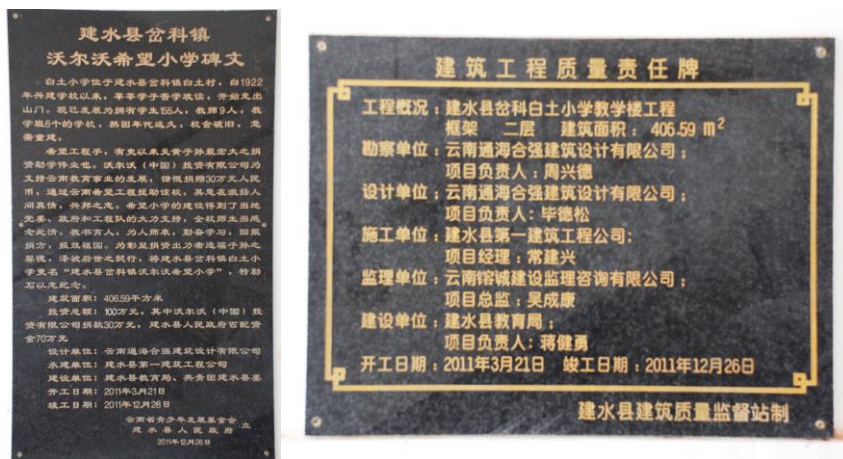 建水县岔科镇
沃尔沃希望小学碑文
白土小学位于建水县岔科镇白土村，自1922
年兴建学校以来，莘莘学子善学攻读，开始走出
山门。现已发展为拥有学生155人，教师9人，教
学班6个的学校，然因年代远久，校舍破旧，急
需重建。
希望工程乎，有史以来炎黄子孙最宏大之捐
资助学伟业也。沃尔沃（中国）投资有限公司为
支持云南教育事业的发展，慷慨捐赠30万元人民
币，通过云南希望工程援助该校，其意在激扬人
间真情，兴邦之志。希望小学的建设得到了当地
党委、政府和工程队的大力支持，全校师生当感
念此情，教书育人，为人师表，勤奋学习，回报
捐方，报效祖国。为彰显捐资出力者造福子孙之
善德，泽被后世之懿行，将建水县岔科镇白土小
学更名“建水县岔科镇沃尔沃希望小学”，特勒
石以志纪念。
建筑面积：406.59平方米
投资总额：100万元，其中沃尔沃（中国）投
资有限公司捐款30万元，建水县人民政府匹配资
金70万元
设计单位：云南通海合强建筑设计有限公司
承建单位：建水县第一建筑工程公司
建设单位：建水县教育局、共青团建水县委
开工日期：2011年3月21日
竣工日期：2011年12月26日
云南省青少年发展基金会
建水县人民政府 立
2011年12月26日
建筑工程质量责任牌
工程概况：建水县岔科白土小学教学楼工程
框架 二层 建筑面积：406.59 m²
勘察单位：云南通海合强建筑设计有限公司；
项目负责人：周兴德
设计单位：云南通海合强建筑设计有限公司；
项目负责人：毕德松
施工单位：建水县第一建筑工程公司；
项目经理：常建兴
监理单位：云南镕诚建设监理咨询有限公司；
项目总监：吴成康
建设单位：建水县教育局；
项目负责人：蒋健勇
开工日期：2011年3月21日 竣工日期：2011年12月26日
建水县建筑质量监督站制